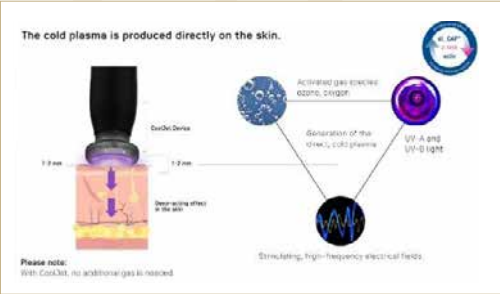 The cold plasma is produced directly on the skin.
Activated gas species:
ozone, oxygen
CoolJet Device
Generation of the
direct, cold plasma
UV-A and
UV-B light
1-2 mm
1-2 mm
Deep-acting effect
in the skin
Stimulating, high-frequency electrical fields
Please note:
With CoolJet, no additional gas is needed